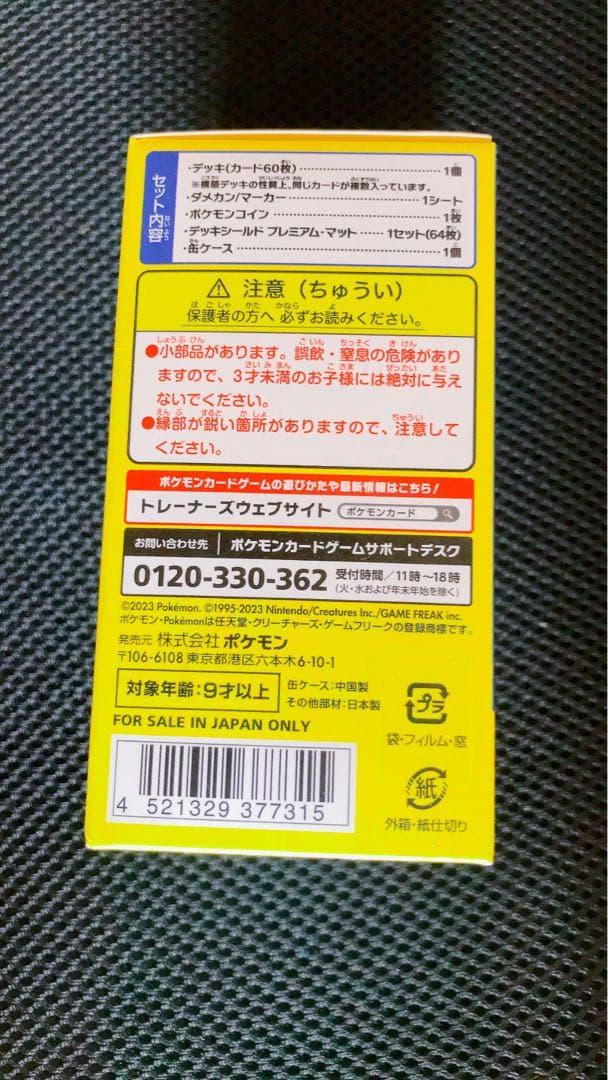 セット内容
・デッキ(カード60枚)……1個
※構築デッキの性質上、同じカードが複数入っています。
・ダメカン/マーカー……1シート
・ポケモンコイン……1枚
・デッキシールド プレミアム・マット……1セット(64枚)
・缶ケース……1個
⚠ 注意(ちゅうい)
保護者の方へ 必ずお読みください。
●小部品があります。誤飲・窒息の危険があり
ますので、3才未満のお子様には絶対に与え
ないでください。
●縁部が鋭い箇所がありますので、注意して
ください。
ポケモンカードゲームの遊びかたや最新情報はこちら!
トレーナーズウェブサイト ポケモンカード
お問い合わせ先 ポケモンカードゲームサポートデスク
0120-330-362 受付時間/11時~18時
(火・水および年末年始を除く)
©2023 Pokémon. ©1995-2023 Nintendo/Creatures Inc./GAME FREAK inc.
ポケモン・Pokémonは任天堂・クリーチャーズ・ゲームフリークの登録商標です。
発売元 株式会社ポケモン
〒106-6108 東京都港区六本木6-10-1
対象年齢:9才以上
缶ケース:中国製
その他部材:日本製
FOR SALE IN JAPAN ONLY
プラ
袋・フィルム・窓
紙
外箱・紙仕切り
4 521329 377315